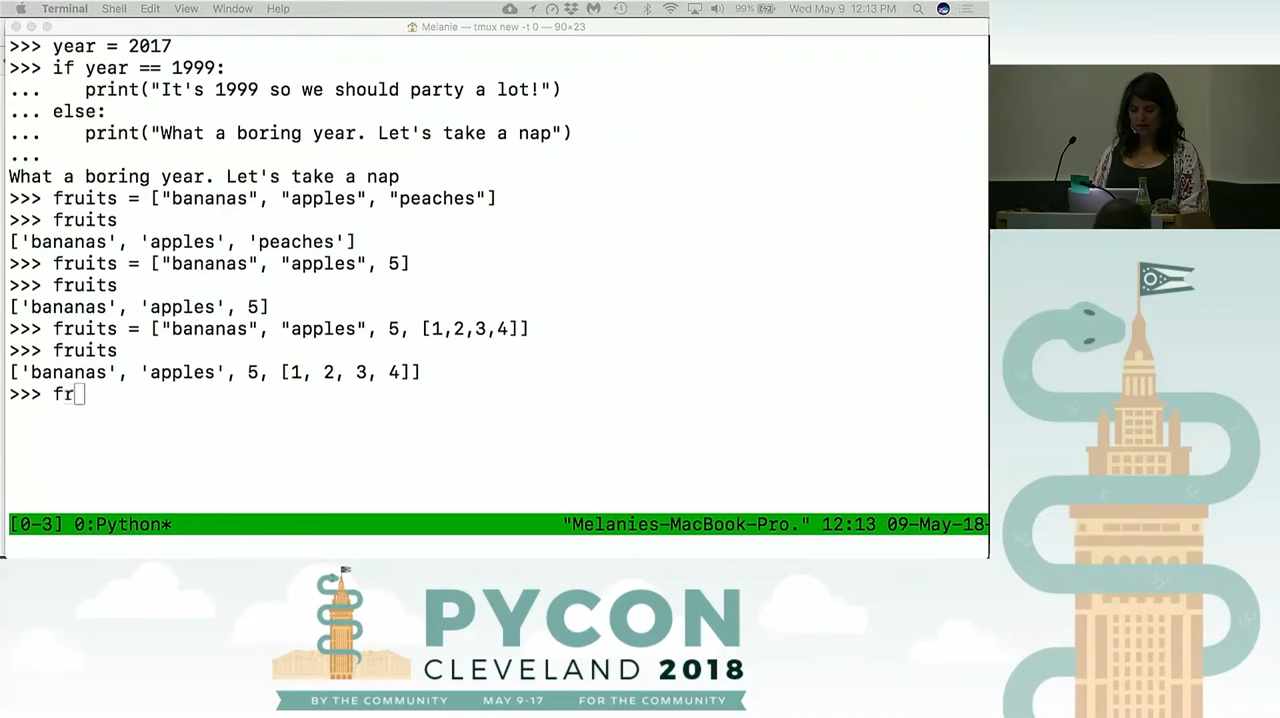 Terminal Shell Edit View Window Help 99% Wed May 9 12:13 PM
Melanie — tmux new -t 0 — 90×23
>>> year = 2017
>>> if year == 1999:
...    print("It's 1999 so we should party a lot!")
... else:
...    print("What a boring year. Let's take a nap")
...
What a boring year. Let's take a nap
>>> fruits = ["bananas", "apples", "peaches"]
>>> fruits
['bananas', 'apples', 'peaches']
>>> fruits = ["bananas", "apples", 5]
>>> fruits
['bananas', 'apples', 5]
>>> fruits = ["bananas", "apples", 5, [1,2,3,4]]
>>> fruits
['bananas', 'apples', 5, [1, 2, 3, 4]]
>>> fr
[0-3] 0:Python* "Melanies-MacBook-Pro." 12:13 09-May-18
PYCON
CLEVELAND 2018
BY THE COMMUNITY MAY 9-17 FOR THE COMMUNITY